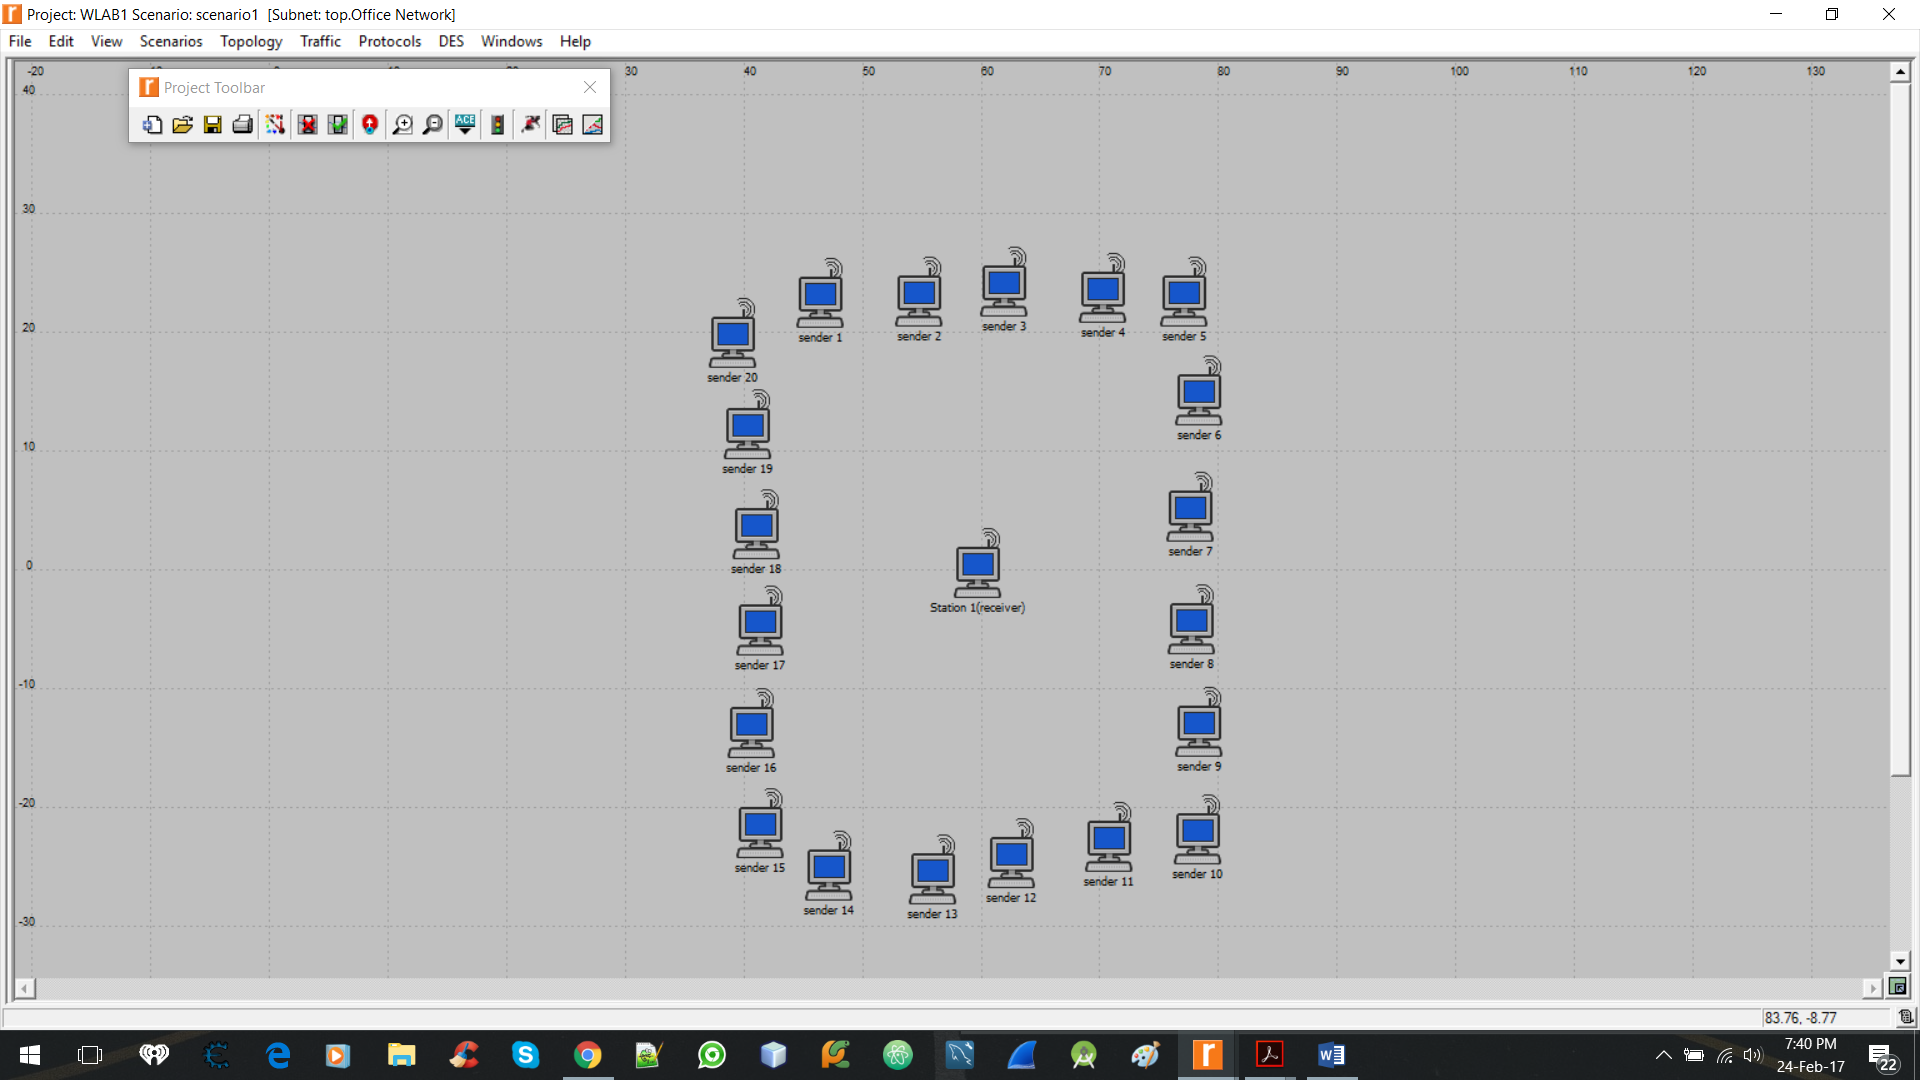 Project: WLAB1 Scenario: scenario1 [Subnet: top.Office Network]
File Edit View Scenarios Topology Traffic Protocols DES Windows Help
-20 30 40 50 60 70 80 90 100 110 120 130
Project Toolbar
ACE
40
30
20
10
0
-10
-20
-30
sender 1
sender 2
sender 3
sender 4
sender 5
sender 20
sender 6
sender 19
sender 7
sender 18
Station 1(receiver)
sender 17
sender 8
sender 16
sender 9
sender 15
sender 10
sender 14
sender 13
sender 12
sender 11
83.76, -8.77
7:40 PM
24-Feb-17
22